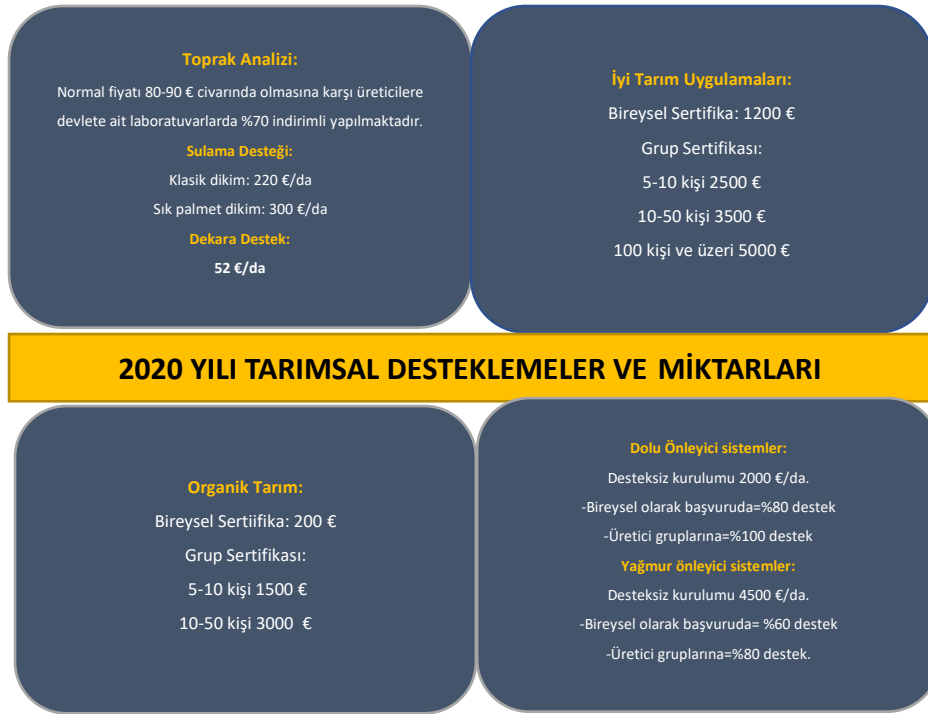 Toprak Analizi:
Normal fiyatı 80-90 € civarında olmasına karşı üreticilere
devlete ait laboratuvarlarda %70 indirimli yapılmaktadır.
Sulama Desteği:
Klasik dikim: 220 €/da
Sık palmet dikim: 300 €/da
Dekara Destek:
52 €/da
İyi Tarım Uygulamaları:
Bireysel Sertifika: 1200 €
Grup Sertifikası:
5-10 kişi 2500 €
10-50 kişi 3500 €
100 kişi ve üzeri 5000 €
2020 YILI TARIMSAL DESTEKLEMELER VE MİKTARLARI
Organik Tarım:
Bireysel Sertiifika: 200 €
Grup Sertifikası:
5-10 kişi 1500 €
10-50 kişi 3000 €
Dolu Önleyici sistemler:
Desteksiz kurulumu 2000 €/da.
-Bireysel olarak başvuruda=%80 destek
-Üretici gruplarına=%100 destek
Yağmur önleyici sistemler:
Desteksiz kurulumu 4500 €/da.
-Bireysel olarak başvuruda= %60 destek
-Üretici gruplarına=%80 destek.